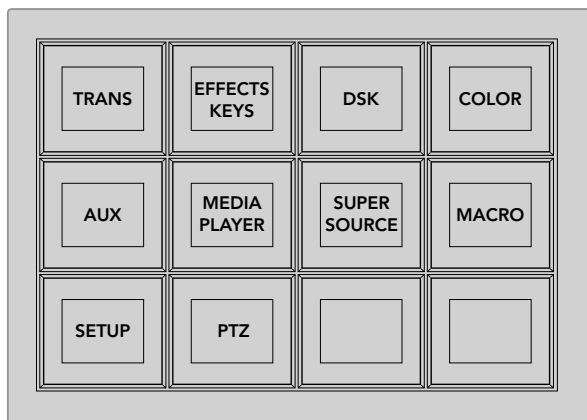 TRANS
EFFECTS
KEYS
DSK
COLOR
AUX
MEDIA
PLAYER
SUPER
SOURCE
MACRO
SETUP
PTZ